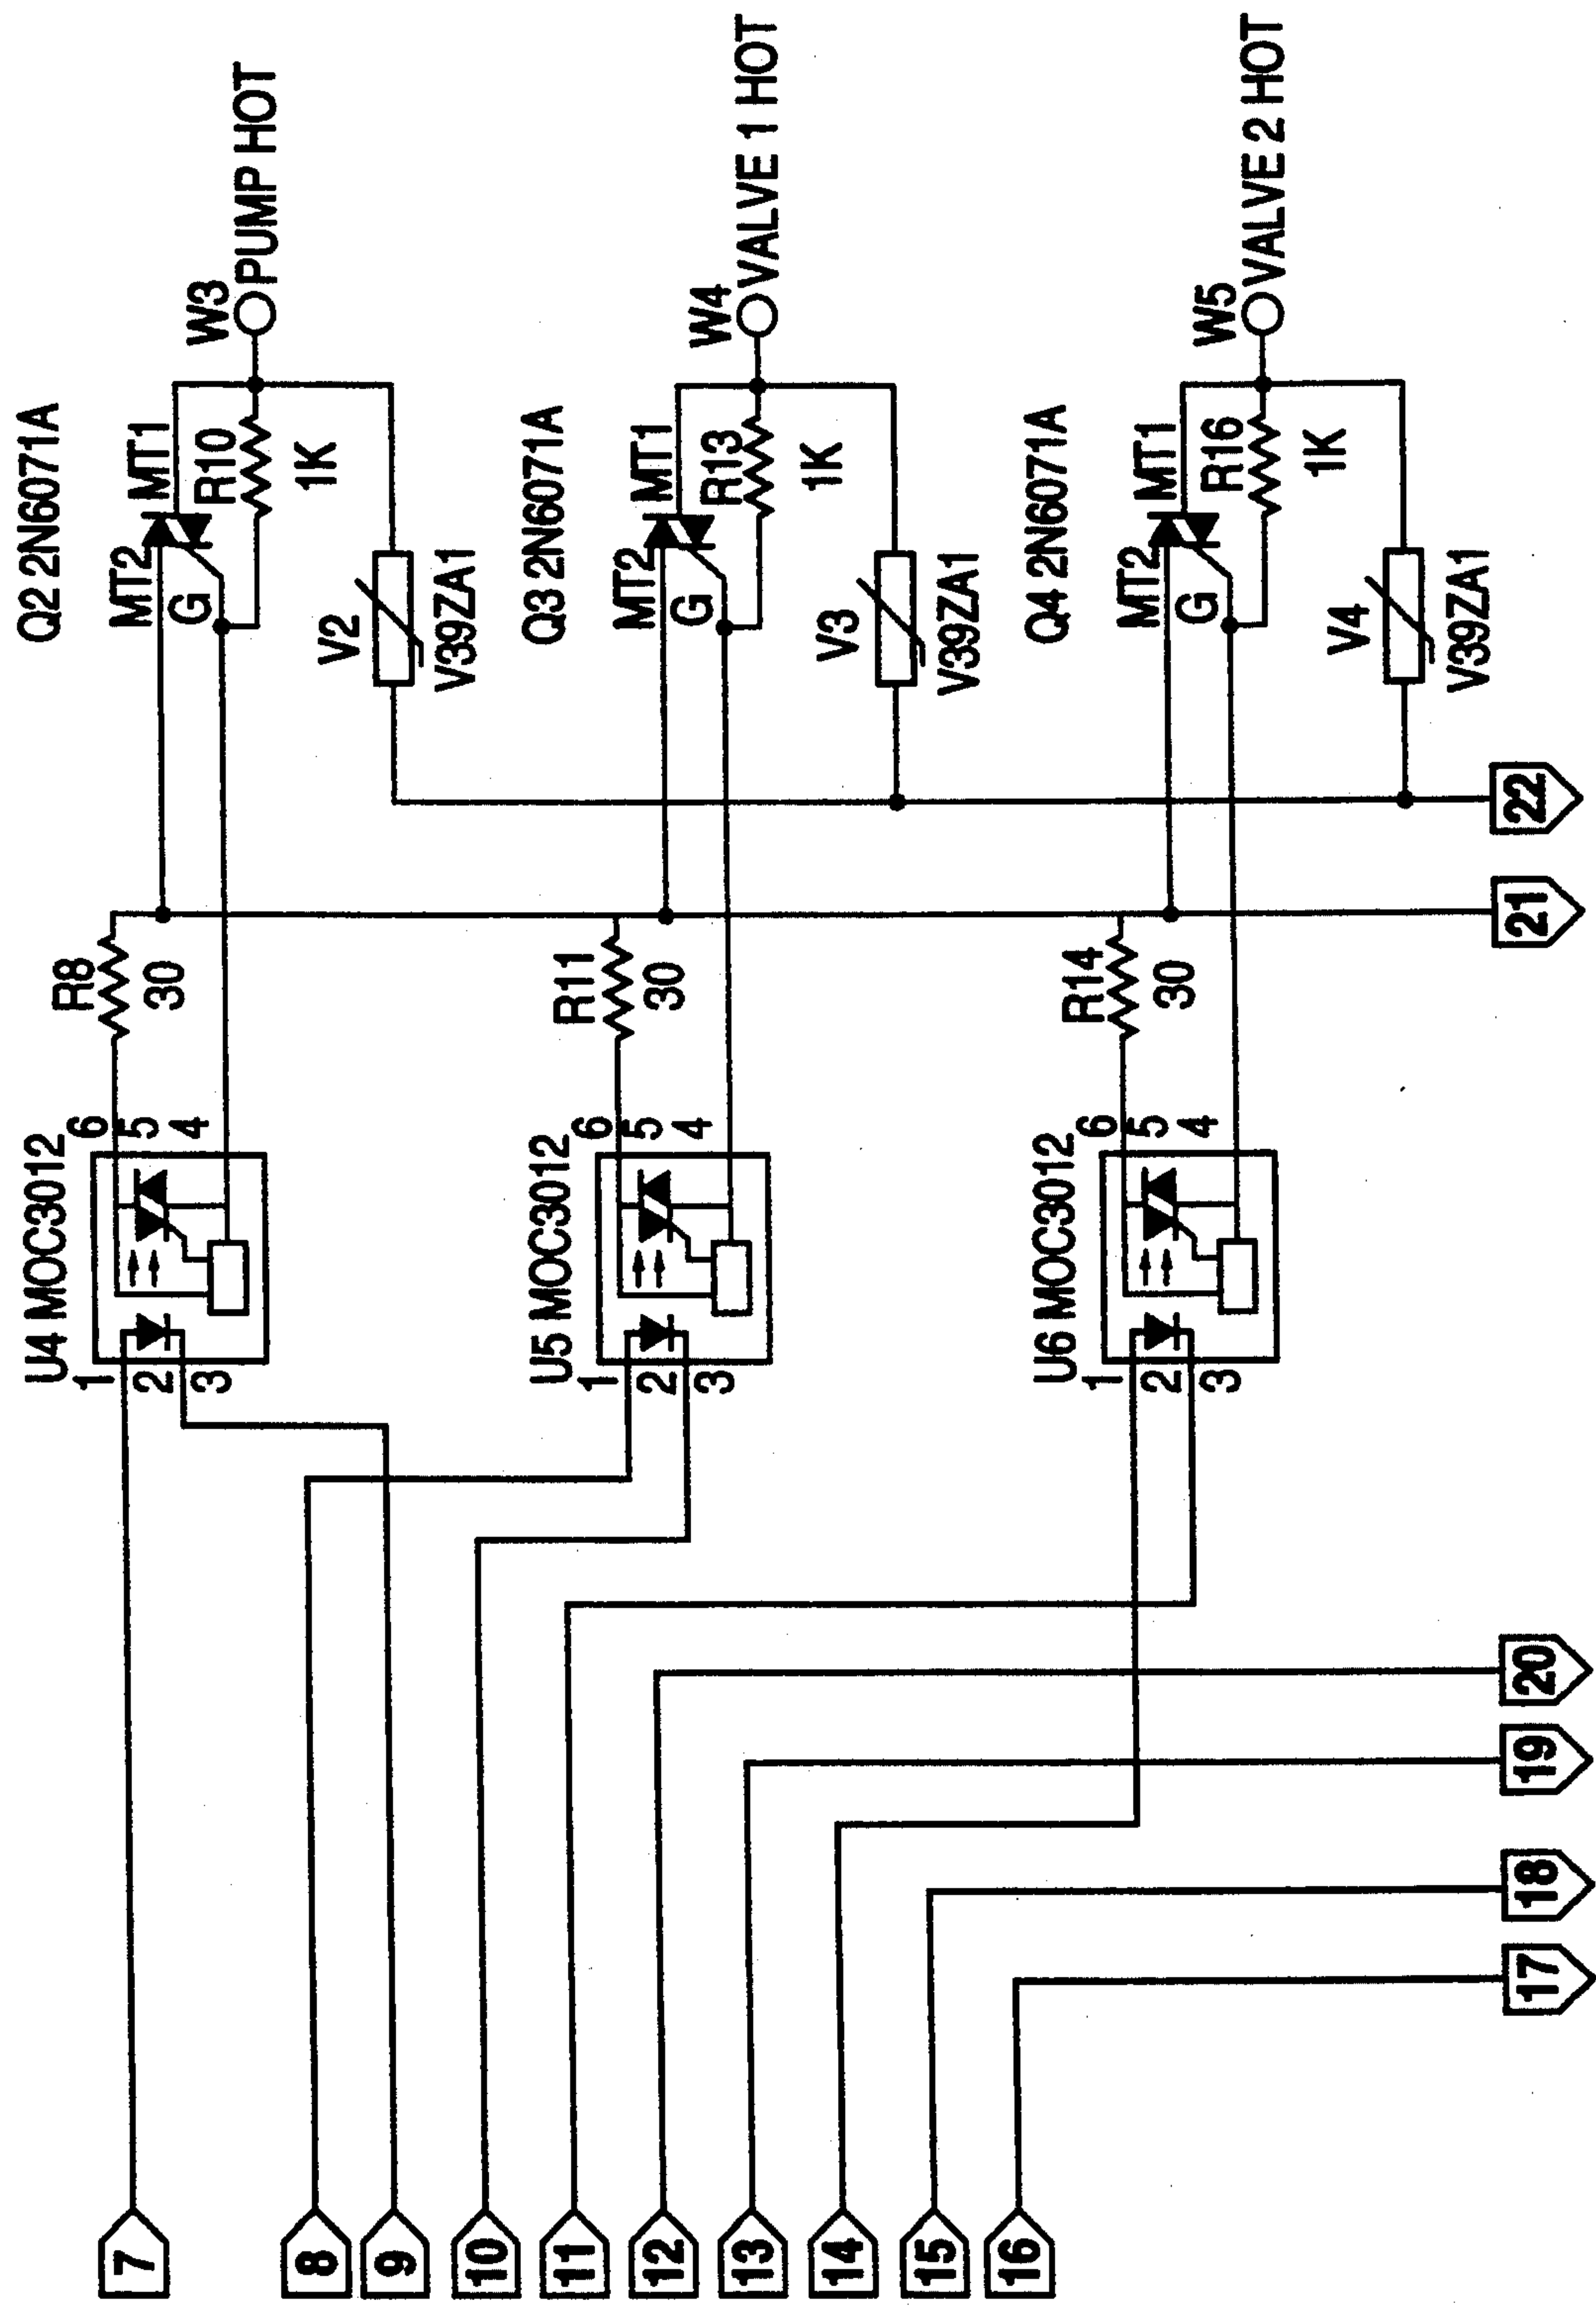 Q2 2N6071A
MT2
MT1
G
R10
1K
W3
PUMP HOT
V2
V39ZA1
R8
30
U4 MOC3012
1
2
3
6
5
4
Q3 2N6071A
MT2
MT1
G
R13
1K
W4
VALVE 1 HOT
V3
V39ZA1
R11
30
U5 MOC3012
1
2
3
6
5
4
Q4 2N6071A
MT2
MT1
G
R16
1K
W5
VALVE 2 HOT
V4
V39ZA1
R14
30
U6 MOC3012
1
2
3
6
5
4
7
8
9
10
11
12
13
14
15
16
17
18
19
20
21
22